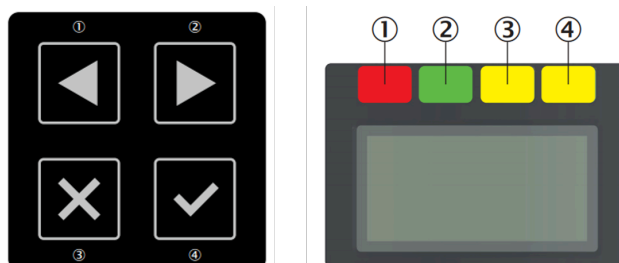 ① ②
③ ④
① ② ③ ④